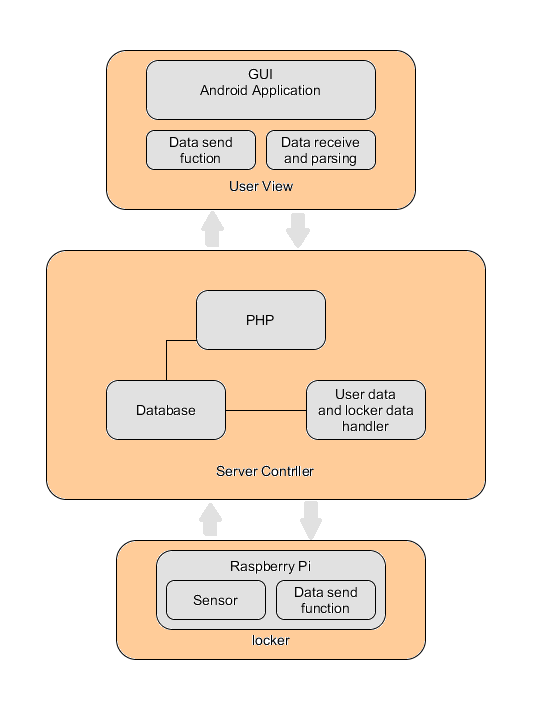 GUI
Android Application
Data send
fuction
Data receive
and parsing
User View
PHP
Database
User data
and locker data
handler
Server Contrller
Raspberry Pi
Sensor
Data send
function
locker